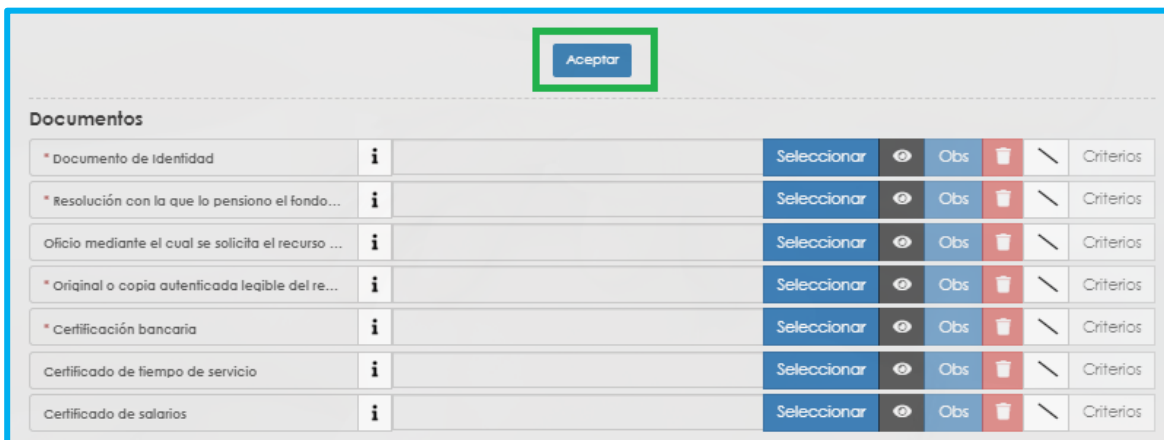 Aceptar
Documentos
* Documento de Identidad i Seleccionar Obs Criterios
* Resolución con la que lo pensiono el fondo... i Seleccionar Obs Criterios
Oficio mediante el cual se solicita el recurso ... i Seleccionar Obs Criterios
* Original o copia autenticada legible del re... i Seleccionar Obs Criterios
* Certificación bancaria i Seleccionar Obs Criterios
Certificado de tiempo de servicio i Seleccionar Obs Criterios
Certificado de salarios i Seleccionar Obs Criterios